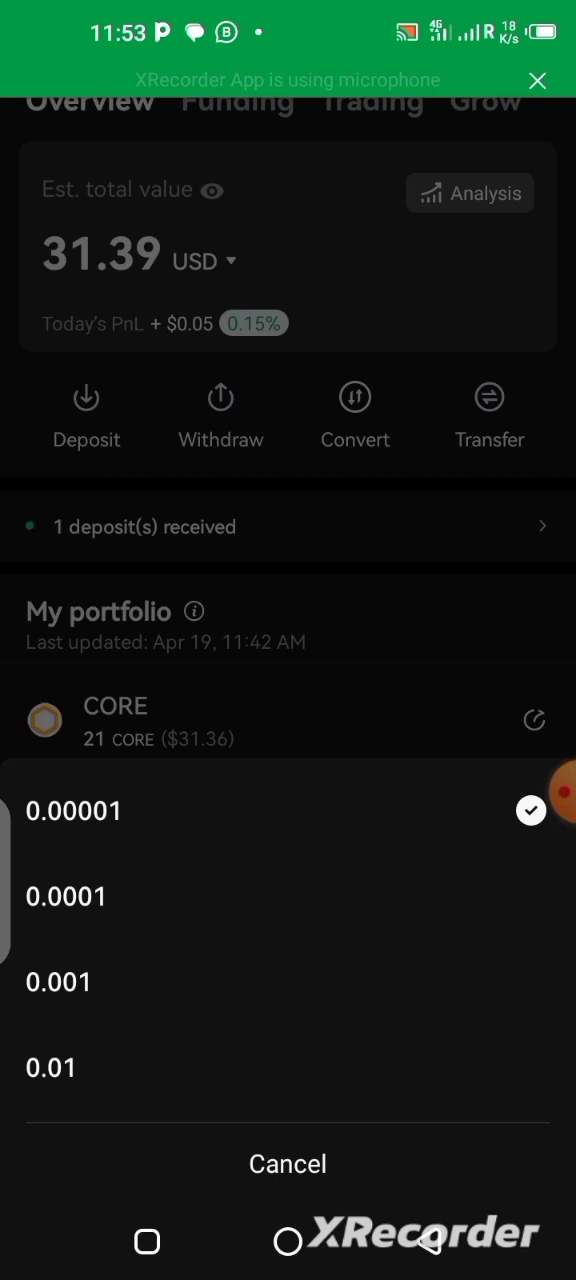 11:53
4G R 18 K/s
XRecorder App is using microphone
Overview Funding Trading Grow
Est. total value
Analysis
31.39 USD
Today's PnL + $0.05 0.15%
Deposit Withdraw Convert Transfer
1 deposit(s) received
My portfolio
Last updated: Apr 19, 11:42 AM
CORE
21 CORE ($31.36)
0.00001
0.0001
0.001
0.01
Cancel
XRecorder